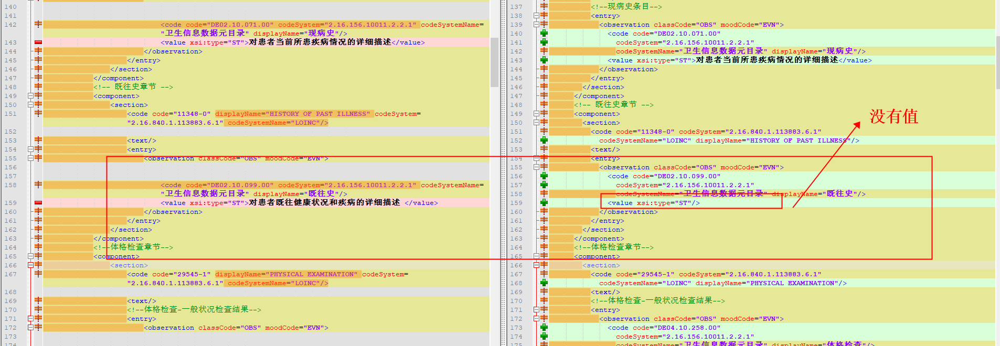 140
141
142 <code code="DE02.10.071.00" codeSystem="2.16.156.10011.2.2.1" codeSystemName=
"卫生信息数据元目录" displayName="现病史"/>
143 <value xsi:type="ST">对患者当前所患疾病情况的详细描述</value>
144 </observation>
145 </entry>
146 </section>
147 </component>
148 <!-- 既往史章节 -->
149 <component>
150 <section>
151 <code code="11348-0" displayName="HISTORY OF PAST ILLNESS" codeSystem=
"2.16.840.1.113883.6.1" codeSystemName="LOINC"/>
152
153 <text/>
154 <entry>
155 <observation classCode="OBS" moodCode="EVN">
156
157
158 <code code="DE02.10.099.00" codeSystem="2.16.156.10011.2.2.1" codeSystemName=
"卫生信息数据元目录" displayName="既往史"/>
159 <value xsi:type="ST">对患者既往健康状况和疾病的详细描述 </value>
160 </observation>
161 </entry>
162 </section>
163 </component>
164 <!--体格检查章节-->
165 <component>
166 <section>
167 <code code="29545-1" displayName="PHYSICAL EXAMINATION" codeSystem=
"2.16.840.1.113883.6.1" codeSystemName="LOINC"/>
168
169 <text/>
170 <!--体格检查-一般状况检查结果-->
171 <entry>
172 <observation classCode="OBS" moodCode="EVN">
173
174
137 <!--现病史条目-->
138 <entry>
139 <observation classCode="OBS" moodCode="EVN">
140 <code code="DE02.10.071.00"
141 codeSystem="2.16.156.10011.2.2.1"
142 codeSystemName="卫生信息数据元目录" displayName="现病史"/>
143 <value xsi:type="ST">对患者当前所患疾病情况的详细描述</value>
144 </observation>
145 </entry>
146 </section>
147 </component>
148 <!-- 既往史章节 -->
149 <component>
150 <section>
151 <code code="11348-0" codeSystem="2.16.840.1.113883.6.1"
152 codeSystemName="LOINC" displayName="HISTORY OF PAST ILLNESS"/>
153 <text/>
154 <entry>
155 <observation classCode="OBS" moodCode="EVN">
156 <code code="DE02.10.099.00"
157 codeSystem="2.16.156.10011.2.2.1"
158 codeSystemName="卫生信息数据元目录" displayName="既往史"/>
159 <value xsi:type="ST"/>
160 </observation>
161 </entry>
162 </section>
163 </component>
164 <!--体格检查章节-->
165 <component>
166 <section>
167 <code code="29545-1" codeSystem="2.16.840.1.113883.6.1"
168 codeSystemName="LOINC" displayName="PHYSICAL EXAMINATION"/>
169 <text/>
170 <!--体格检查-一般状况检查结果-->
171 <entry>
172 <observation classCode="OBS" moodCode="EVN">
173 <code code="DE04.10.258.00"
174 codeSystem="2.16.156.10011.2.2.1"
175 codeSystemName="卫生信息数据元目录" displayName="体格检查"/>
没有值